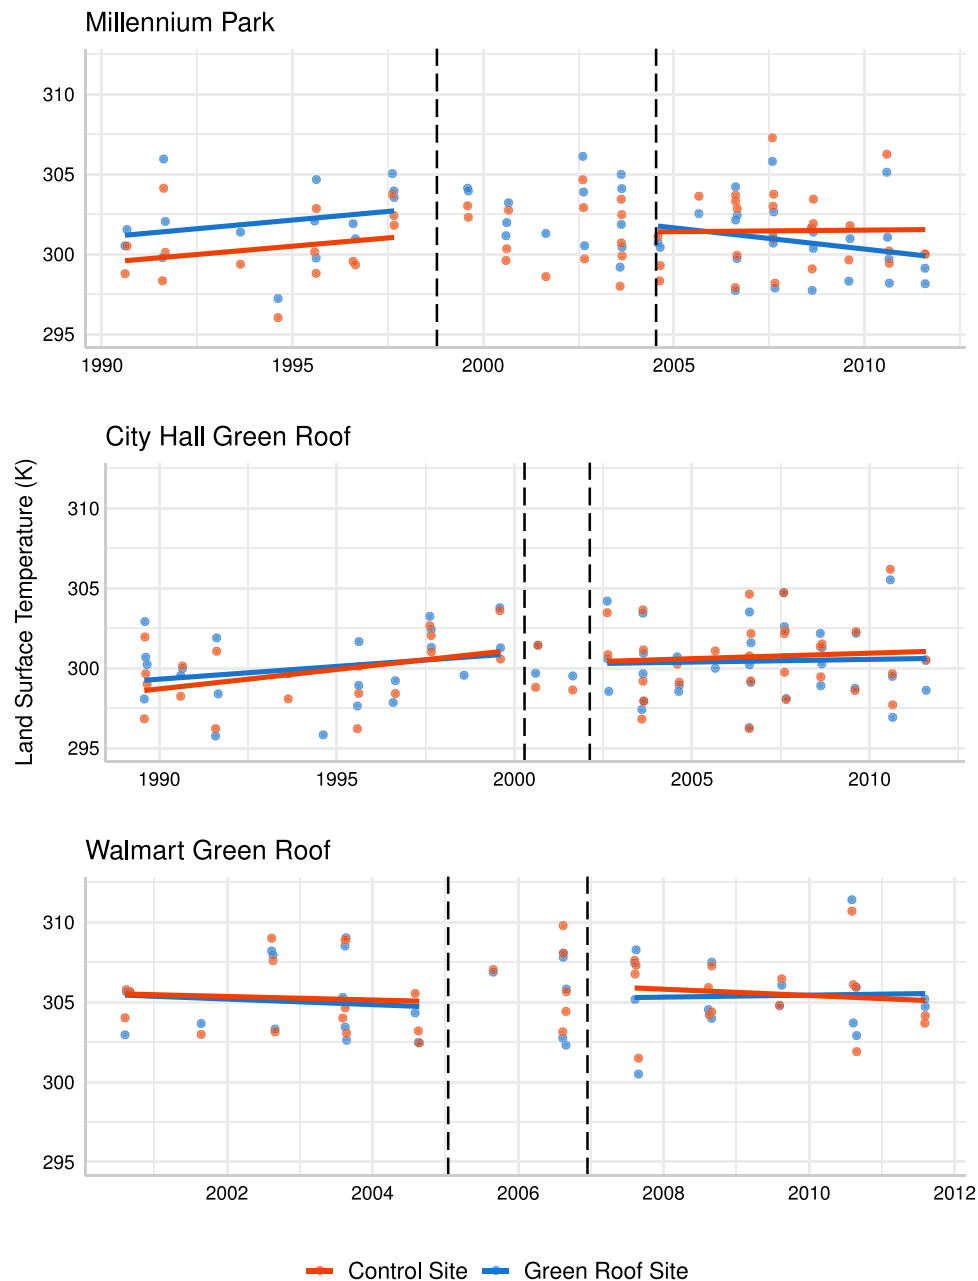 Millennium Park
310
305
300
295
1990 1995 2000 2005 2010
City Hall Green Roof
Land Surface Temperature (K)
310
305
300
295
1990 1995 2000 2005 2010
Walmart Green Roof
310
305
300
295
2002 2004 2006 2008 2010 2012
Control Site Green Roof Site